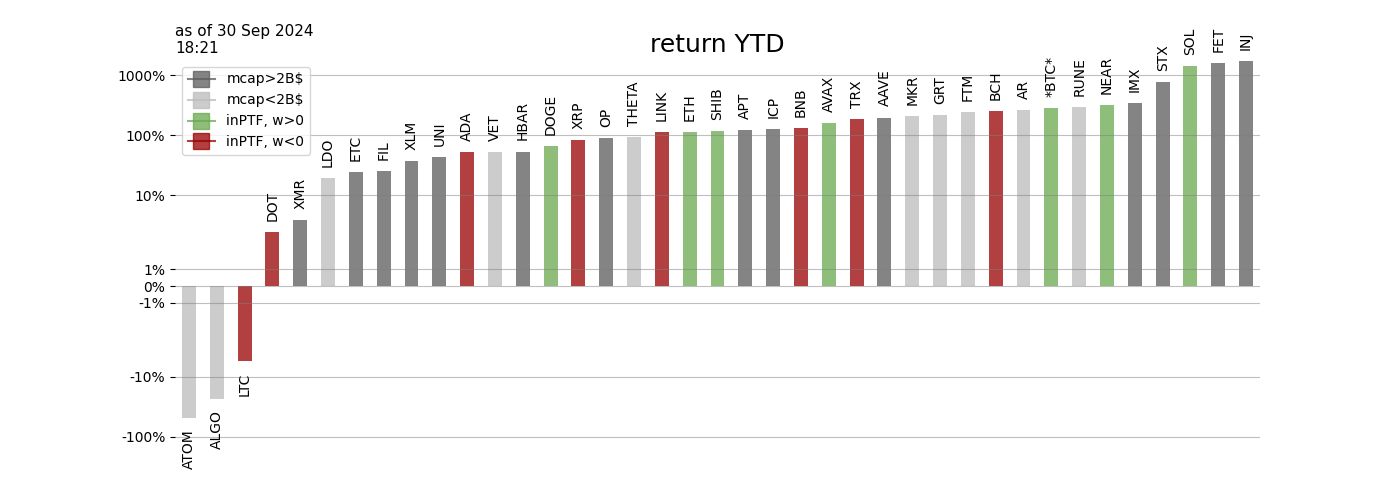 as of 30 Sep 2024
18:21
return YTD
mcap>2B$
mcap<2B$
inPTF, w>0
inPTF, w<0
1000%
100%
10%
1%
0%
-1%
-10%
-100%
ATOM
ALGO
LTC
DOT
XMR
LDO
ETC
FIL
XLM
UNI
ADA
VET
HBAR
DOGE
XRP
OP
THETA
LINK
ETH
SHIB
APT
ICP
BNB
AVAX
TRX
AAVE
MKR
GRT
FTM
BCH
AR
*BTC*
RUNE
NEAR
IMX
STX
SOL
FET
INJ